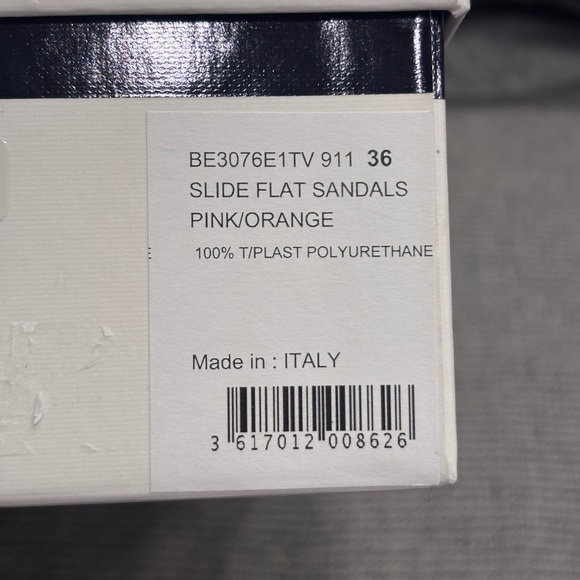 BE3076E1TV 911 36
SLIDE FLAT SANDALS
PINK/ORANGE
100% T/PLAST POLYURETHANE
Made in : ITALY
3 617012 008626